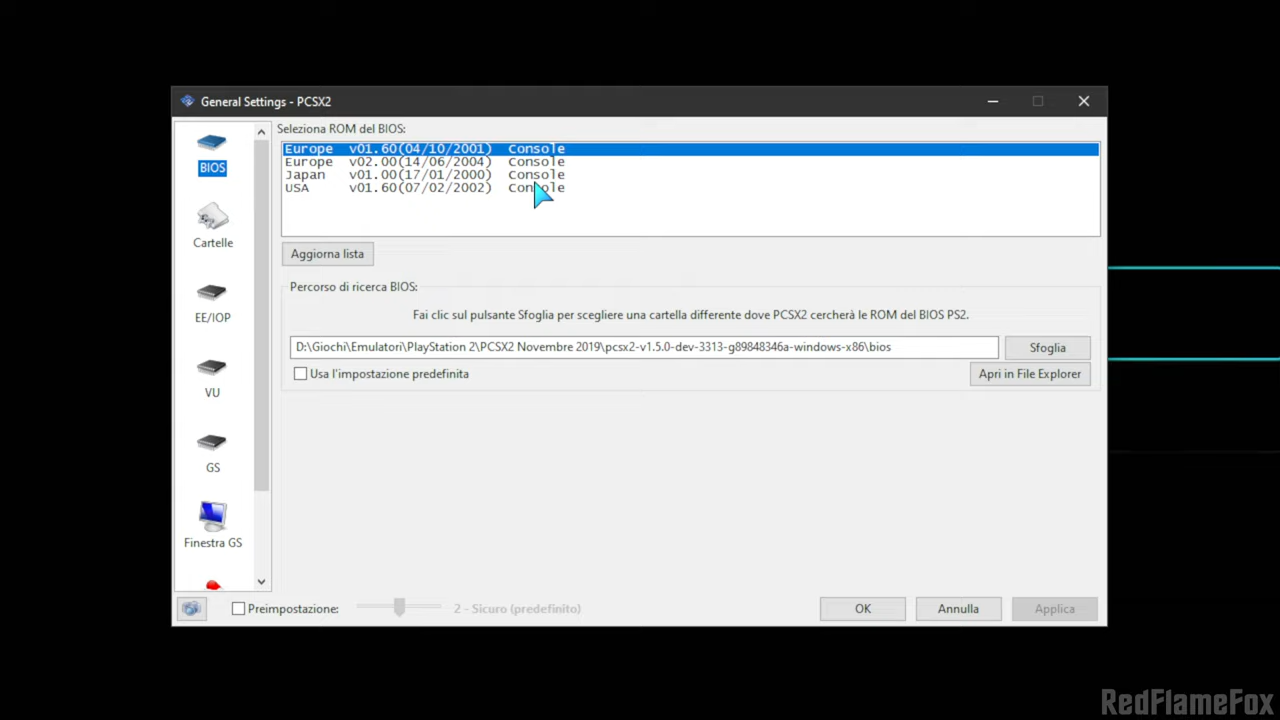 General Settings - PCSX2
BIOS
Cartelle
EE/IOP
VU
GS
Finestra GS
Seleziona ROM del BIOS:
Europe v01.60(04/10/2001) Console
Europe v02.00(14/06/2004) Console
Japan v01.00(17/01/2000) Console
USA v01.60(07/02/2002) Console
Aggiorna lista
Percorso di ricerca BIOS:
Fai clic sul pulsante Sfoglia per scegliere una cartella differente dove PCSX2 cercherà le ROM del BIOS PS2.
D:\Giochi\Emulatori\PlayStation 2\PCSX2 Novembre 2019\pcsx2-v1.5.0-dev-3313-g89848346a-windows-x86\bios
Sfoglia
Usa l'impostazione predefinita
Apri in File Explorer
Preimpostazione:
2 - Sicuro (predefinito)
OK
Annulla
Applica
RedFlameFox